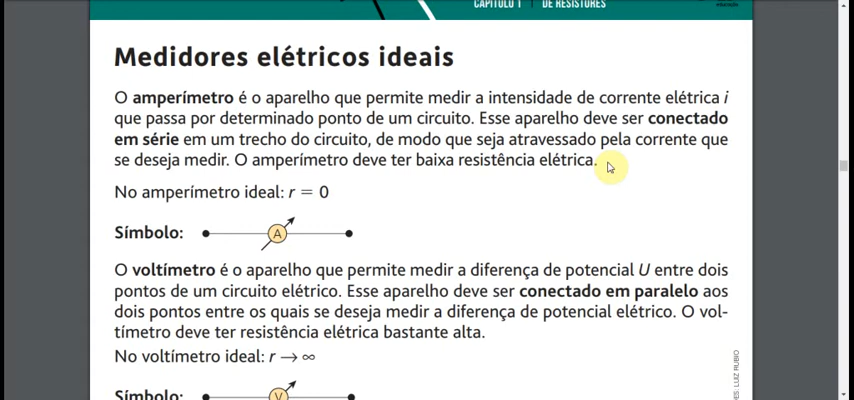 CAPÍTULO 1 | DE RESISTORES
Medidores elétricos ideais
O amperímetro é o aparelho que permite medir a intensidade de corrente elétrica i
que passa por determinado ponto de um circuito. Esse aparelho deve ser conectado
em série em um trecho do circuito, de modo que seja atravessado pela corrente que
se deseja medir. O amperímetro deve ter baixa resistência elétrica.
No amperímetro ideal: r = 0
Símbolo:
A
O voltímetro é o aparelho que permite medir a diferença de potencial U entre dois
pontos de um circuito elétrico. Esse aparelho deve ser conectado em paralelo aos
dois pontos entre os quais se deseja medir a diferença de potencial elétrico. O vol-
tímetro deve ter resistência elétrica bastante alta.
No voltímetro ideal: r → ∞
Símbolo:
V
LUIZ RUBIO